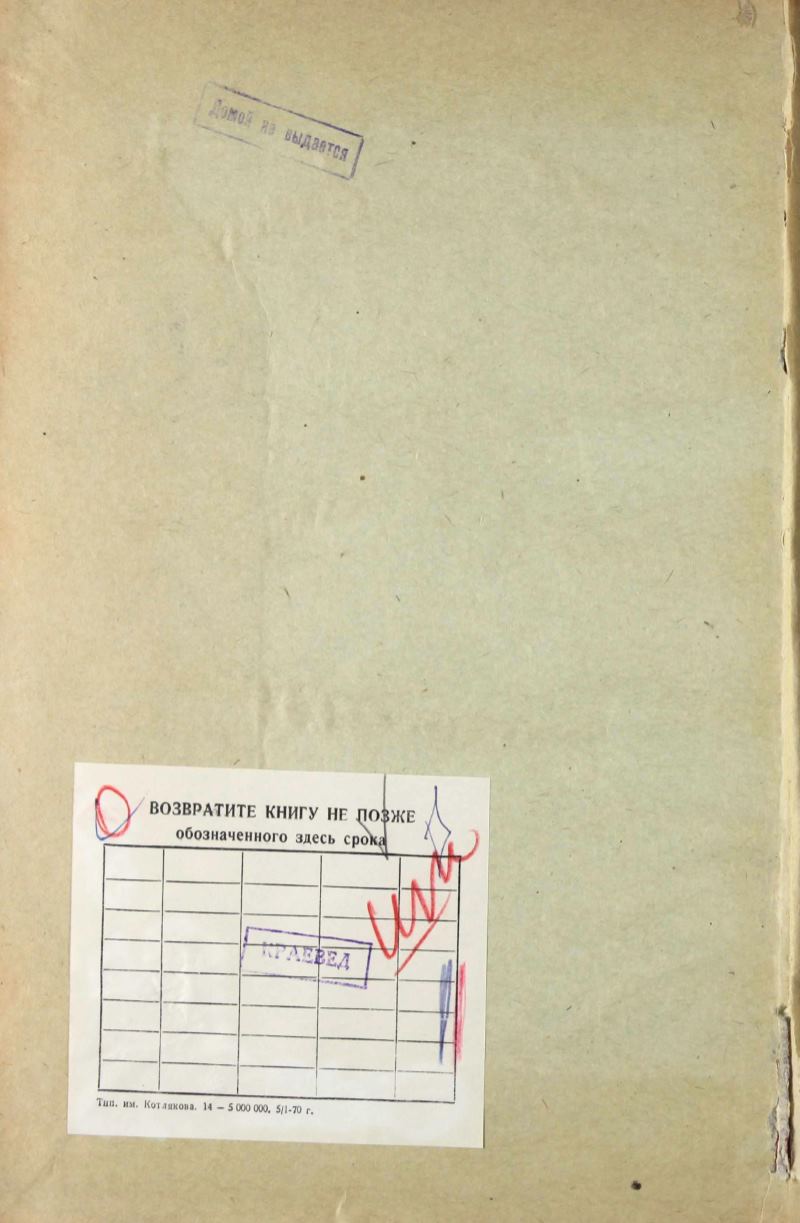 Домой не выдается
ВОЗВРАТИТЕ КНИГУ НЕ ПОЗЖЕ
обозначенного здесь срока
КРАЕВЕД
Тип. им. Котлякова. 14 — 5 000 000. 5/I-70 г.